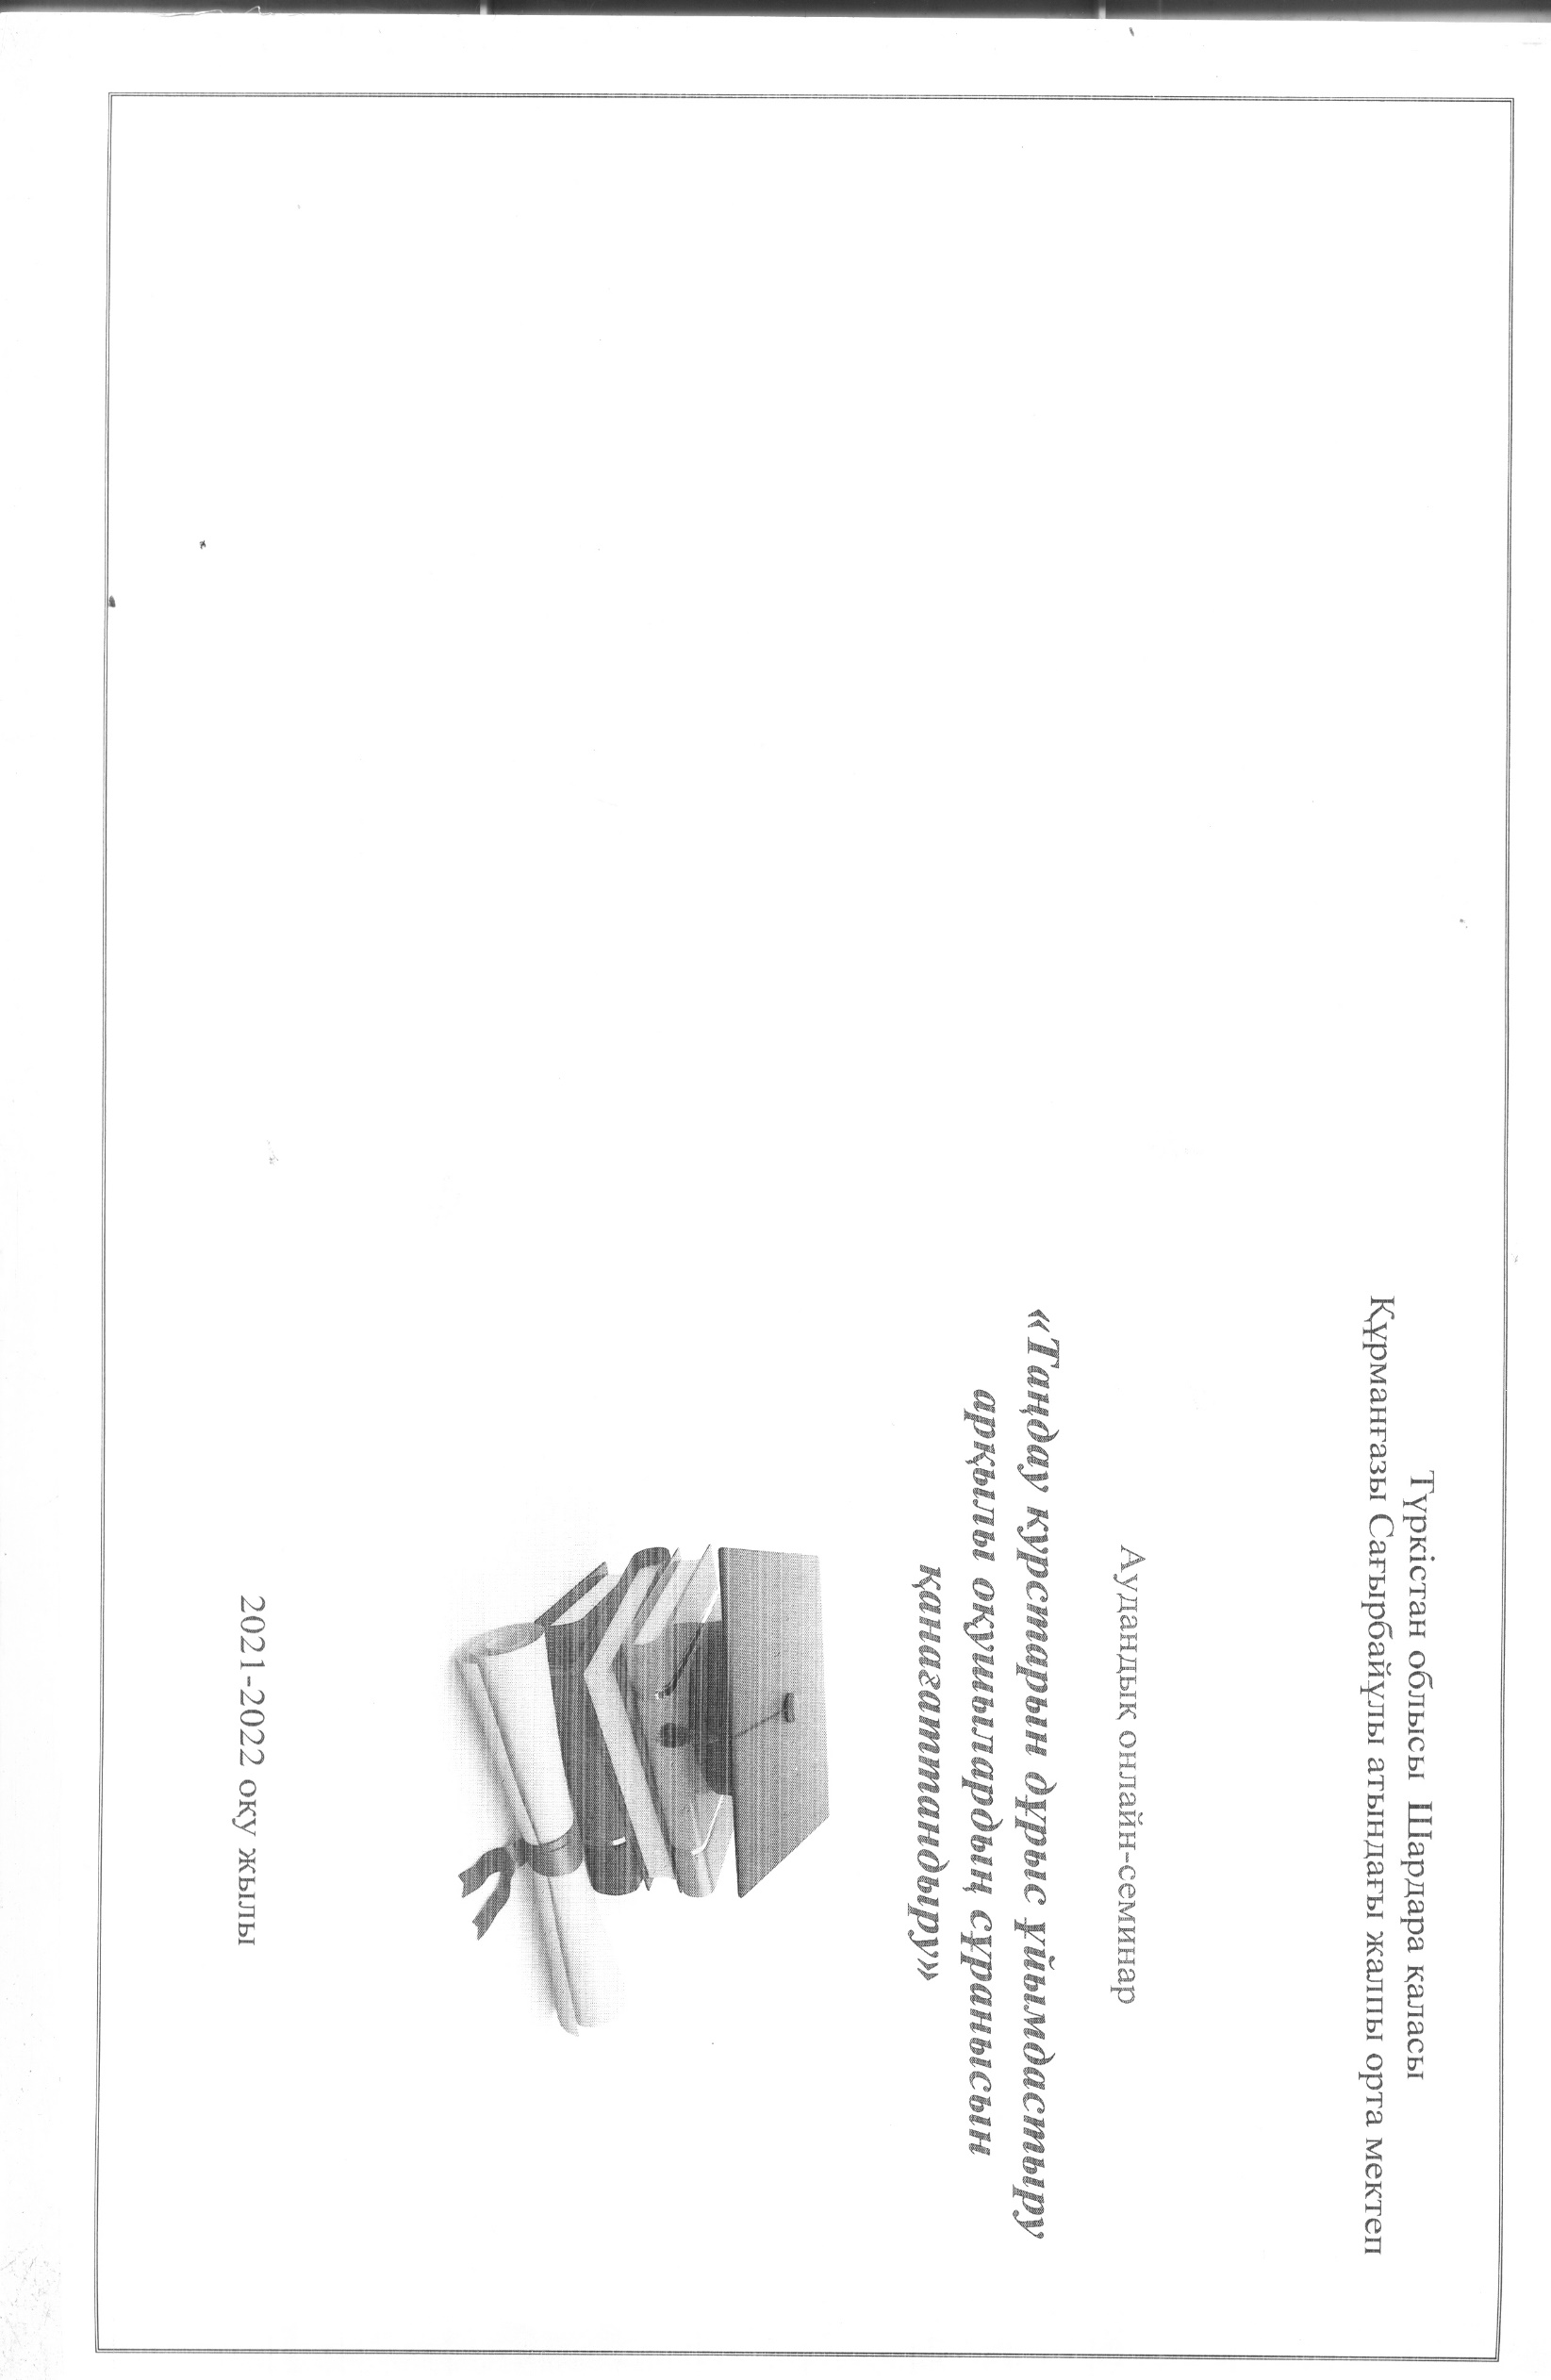 Түркістан облысы Шардара қаласы
Құрманғазы Сағырбайұлы атындағы жалпы орта мектеп
Аудандық онлайн-семинар
«Таңдау курстарын дұрыс ұйымдастыру
арқылы оқушылардың сұранысын
қанағаттандыру»
2021-2022 оқу жылы